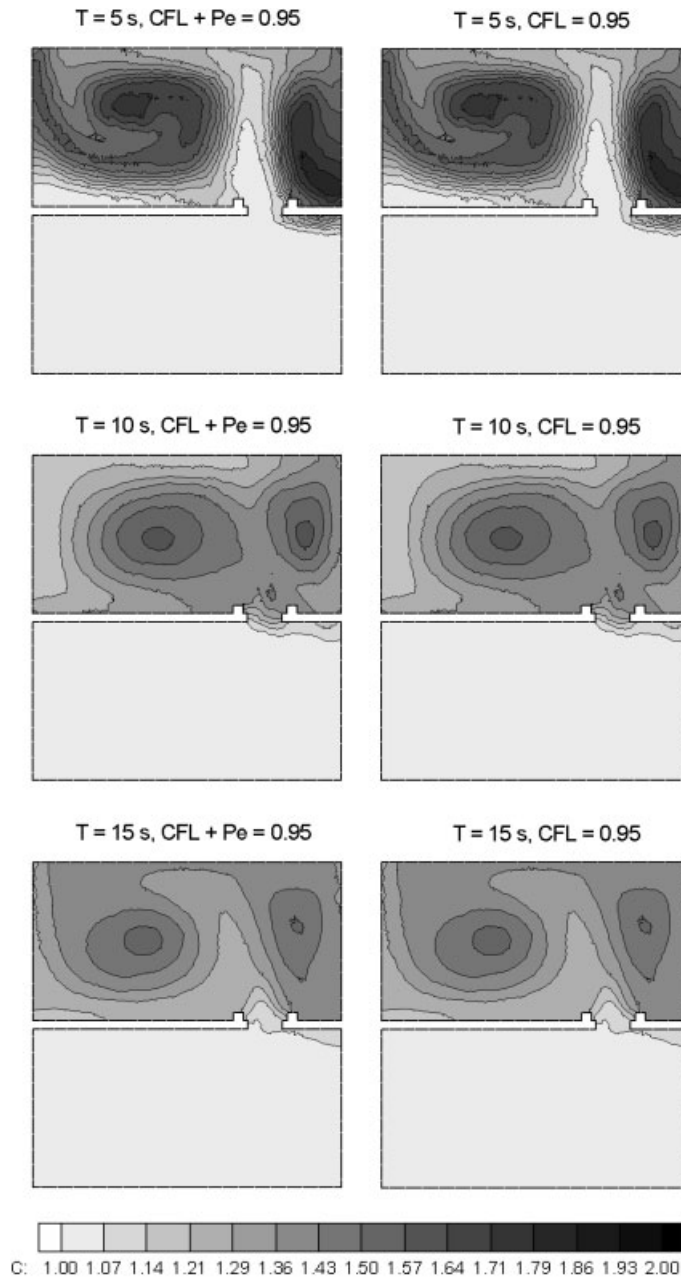 T = 5 s, CFL + Pe = 0.95
T = 5 s, CFL = 0.95
T = 10 s, CFL + Pe = 0.95
T = 10 s, CFL = 0.95
T = 15 s, CFL + Pe = 0.95
T = 15 s, CFL = 0.95
C: 1.00 1.07 1.14 1.21 1.29 1.36 1.43 1.50 1.57 1.64 1.71 1.79 1.86 1.93 2.00